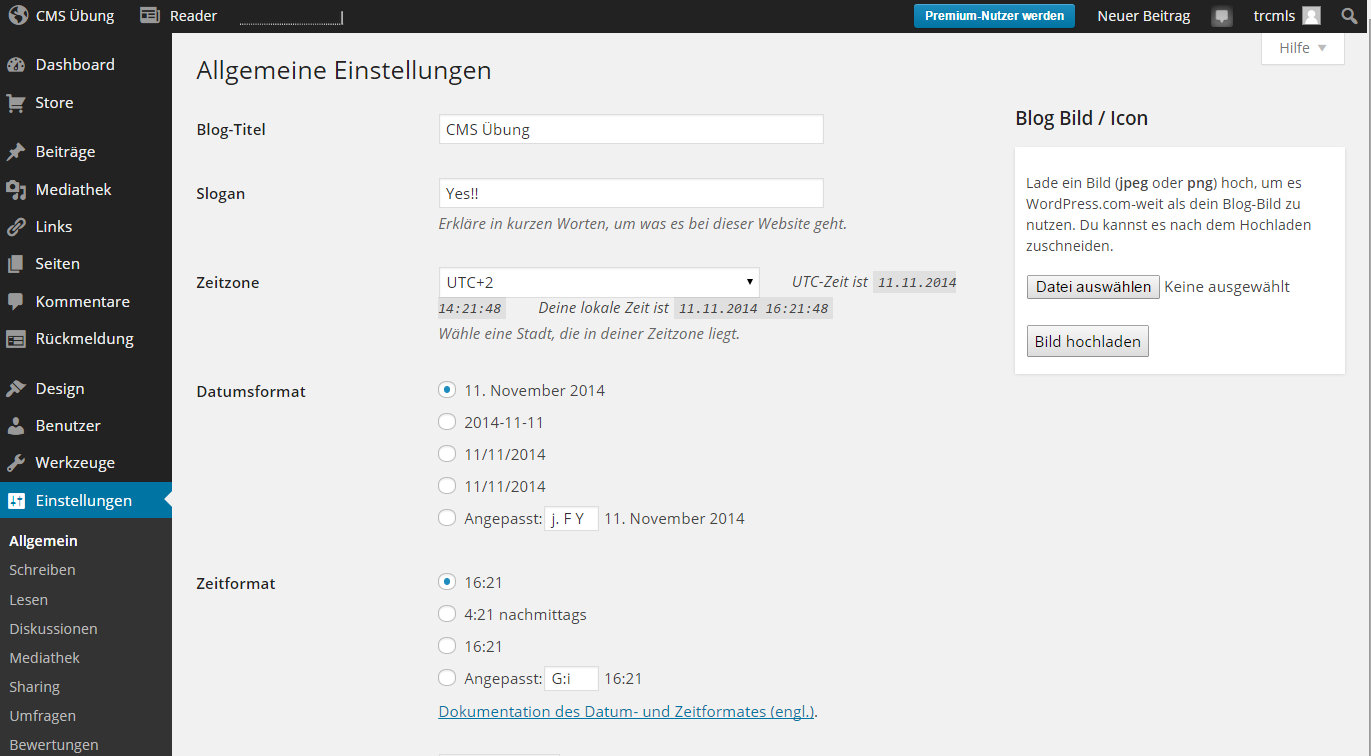 CMS Übung Reader Premium-Nutzer werden Neuer Beitrag trcmls
Hilfe
Dashboard
Store
Beiträge
Mediathek
Links
Seiten
Kommentare
Rückmeldung
Design
Benutzer
Werkzeuge
Einstellungen
Allgemein
Schreiben
Lesen
Diskussionen
Mediathek
Sharing
Umfragen
Bewertungen
Allgemeine Einstellungen
Blog-Titel CMS Übung
Slogan Yes!!
Erkläre in kurzen Worten, um was es bei dieser Website geht.
Zeitzone UTC+2 UTC-Zeit ist 11.11.2014
14:21:48 Deine lokale Zeit ist 11.11.2014 16:21:48
Wähle eine Stadt, die in deiner Zeitzone liegt.
Datumsformat 11. November 2014
2014-11-11
11/11/2014
11/11/2014
Angepasst: j. F Y 11. November 2014
Zeitformat 16:21
4:21 nachmittags
16:21
Angepasst: G:i 16:21
Dokumentation des Datum- und Zeitformates (engl.).
Blog Bild / Icon
Lade ein Bild (jpeg oder png) hoch, um es
WordPress.com-weit als dein Blog-Bild zu
nutzen. Du kannst es nach dem Hochladen
zuschneiden.
Datei auswählen Keine ausgewählt
Bild hochladen